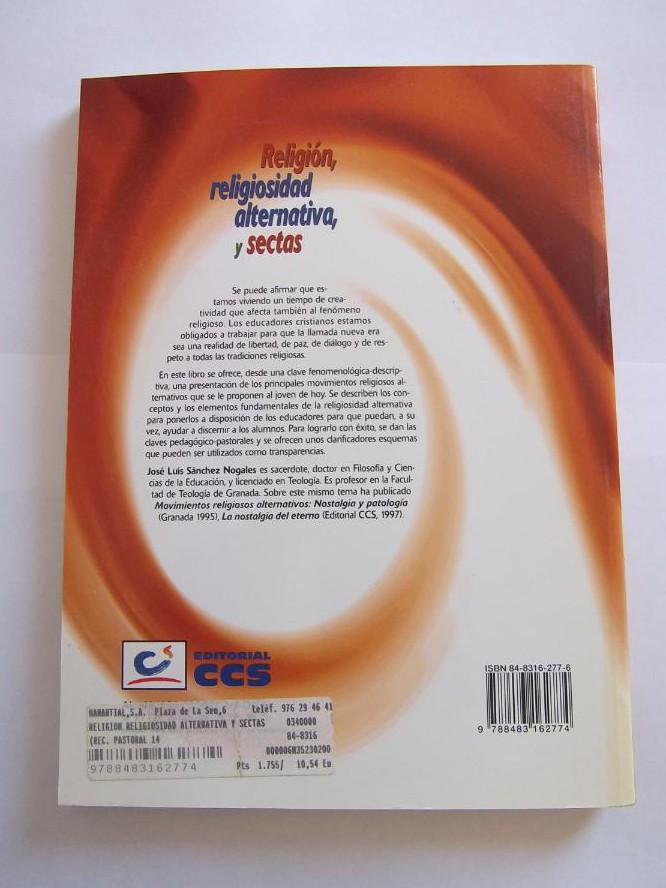 Religión,
religiosidad
alternativa,
y sectas
Se puede afirmar que es-
tamos viviendo un tiempo de crea-
tividad que afecta también al fenómeno
religioso. Los educadores cristianos estamos
obligados a trabajar para que la llamada nueva era
sea una realidad de libertad, de paz, de diálogo y de res-
peto a todas las tradiciones religiosas.
En este libro se ofrece, desde una clave fenomenológica-descrip-
tiva, una presentación de los principales movimientos religiosos al-
ternativos que se le proponen al joven de hoy. Se describen los con-
ceptos y los elementos fundamentales de la religiosidad alternativa
para ponerlos a disposición de los educadores para que puedan, a su
vez, ayudar a discernir a los alumnos. Para lograrlo con éxito, se dan las
claves pedagógico-pastorales y se ofrecen unos clarificadores esquemas
que pueden ser utilizados como transparencias.
José Luis Sánchez Nogales es sacerdote, doctor en Filosofía y Cien-
cias de la Educación, y licenciado en Teología. Es profesor en la Facul-
tad de Teología de Granada. Sobre este mismo tema ha publicado
Movimientos religiosos alternativos: Nostalgia y patología
(Granada 1995), La nostalgia del eterno (Editorial CCS, 1997).
EDITORIAL
CCS
ISBN 84-8316-277-6
9 788483 162774
MANANTIAL,S.A. Plaza de La Seo,6 teléf. 976 29 46 41
RELIGION RELIGIOSIDAD ALTERNATIVA Y SECTAS 0340000
(REC. PASTORAL 14 84-8316
000006N35230200
9788483162774 Pts 1.755/ 10,54 Eu